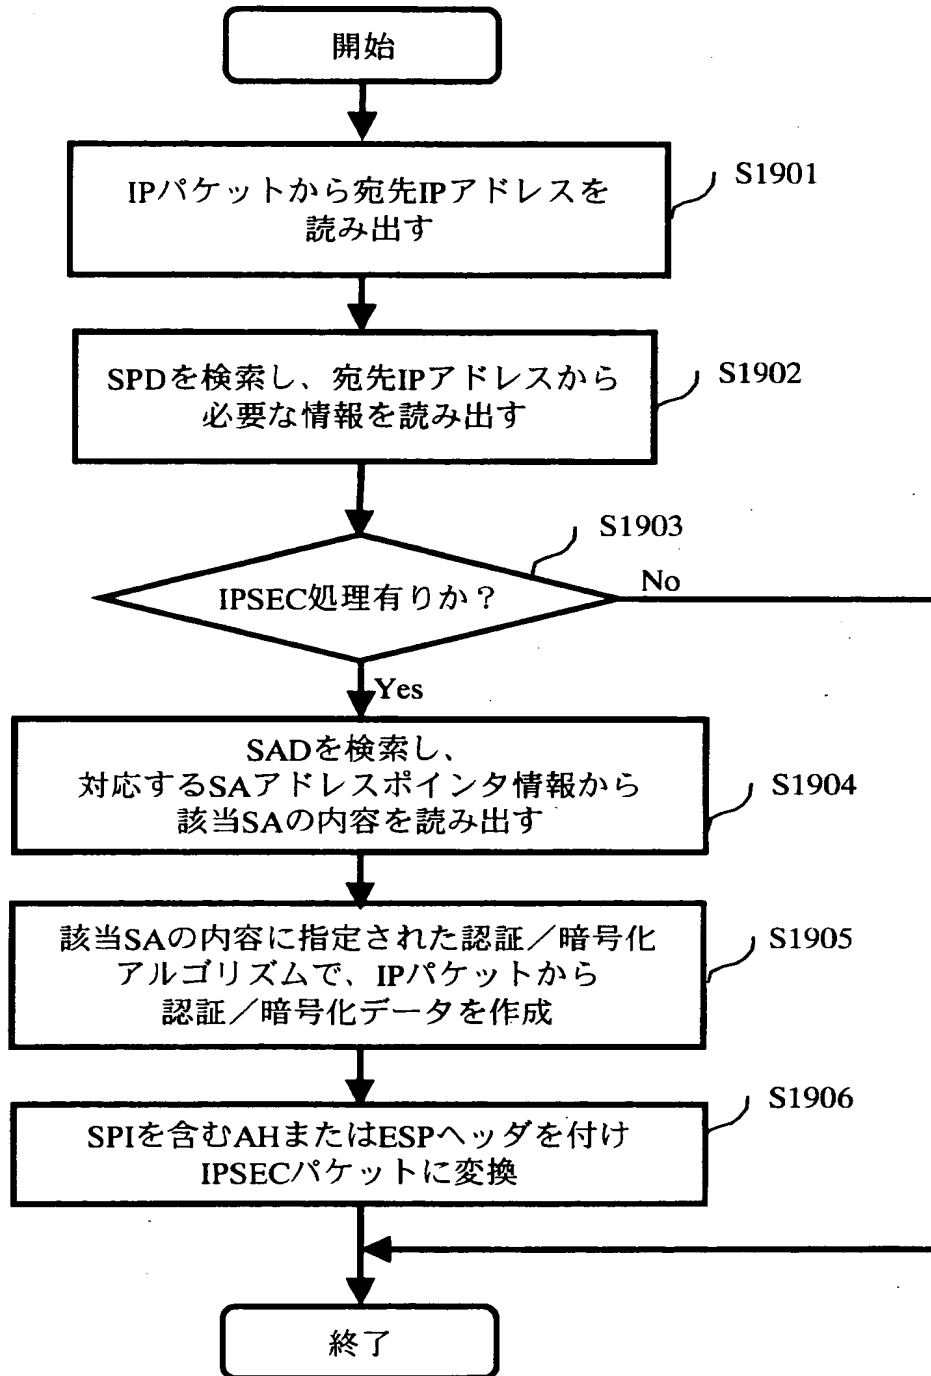 開始
IPパケットから宛先IPアドレスを
読み出す
S1901
SPDを検索し、宛先IPアドレスから
必要な情報を読み出す
S1902
IPSEC処理有りか？
S1903
No
Yes
SADを検索し、
対応するSAアドレスポインタ情報から
該当SAの内容を読み出す
S1904
該当SAの内容に指定された認証／暗号化
アルゴリズムで、IPパケットから
認証／暗号化データを作成
S1905
SPIを含むAHまたはESPヘッダを付け
IPSECパケットに変換
S1906
終了